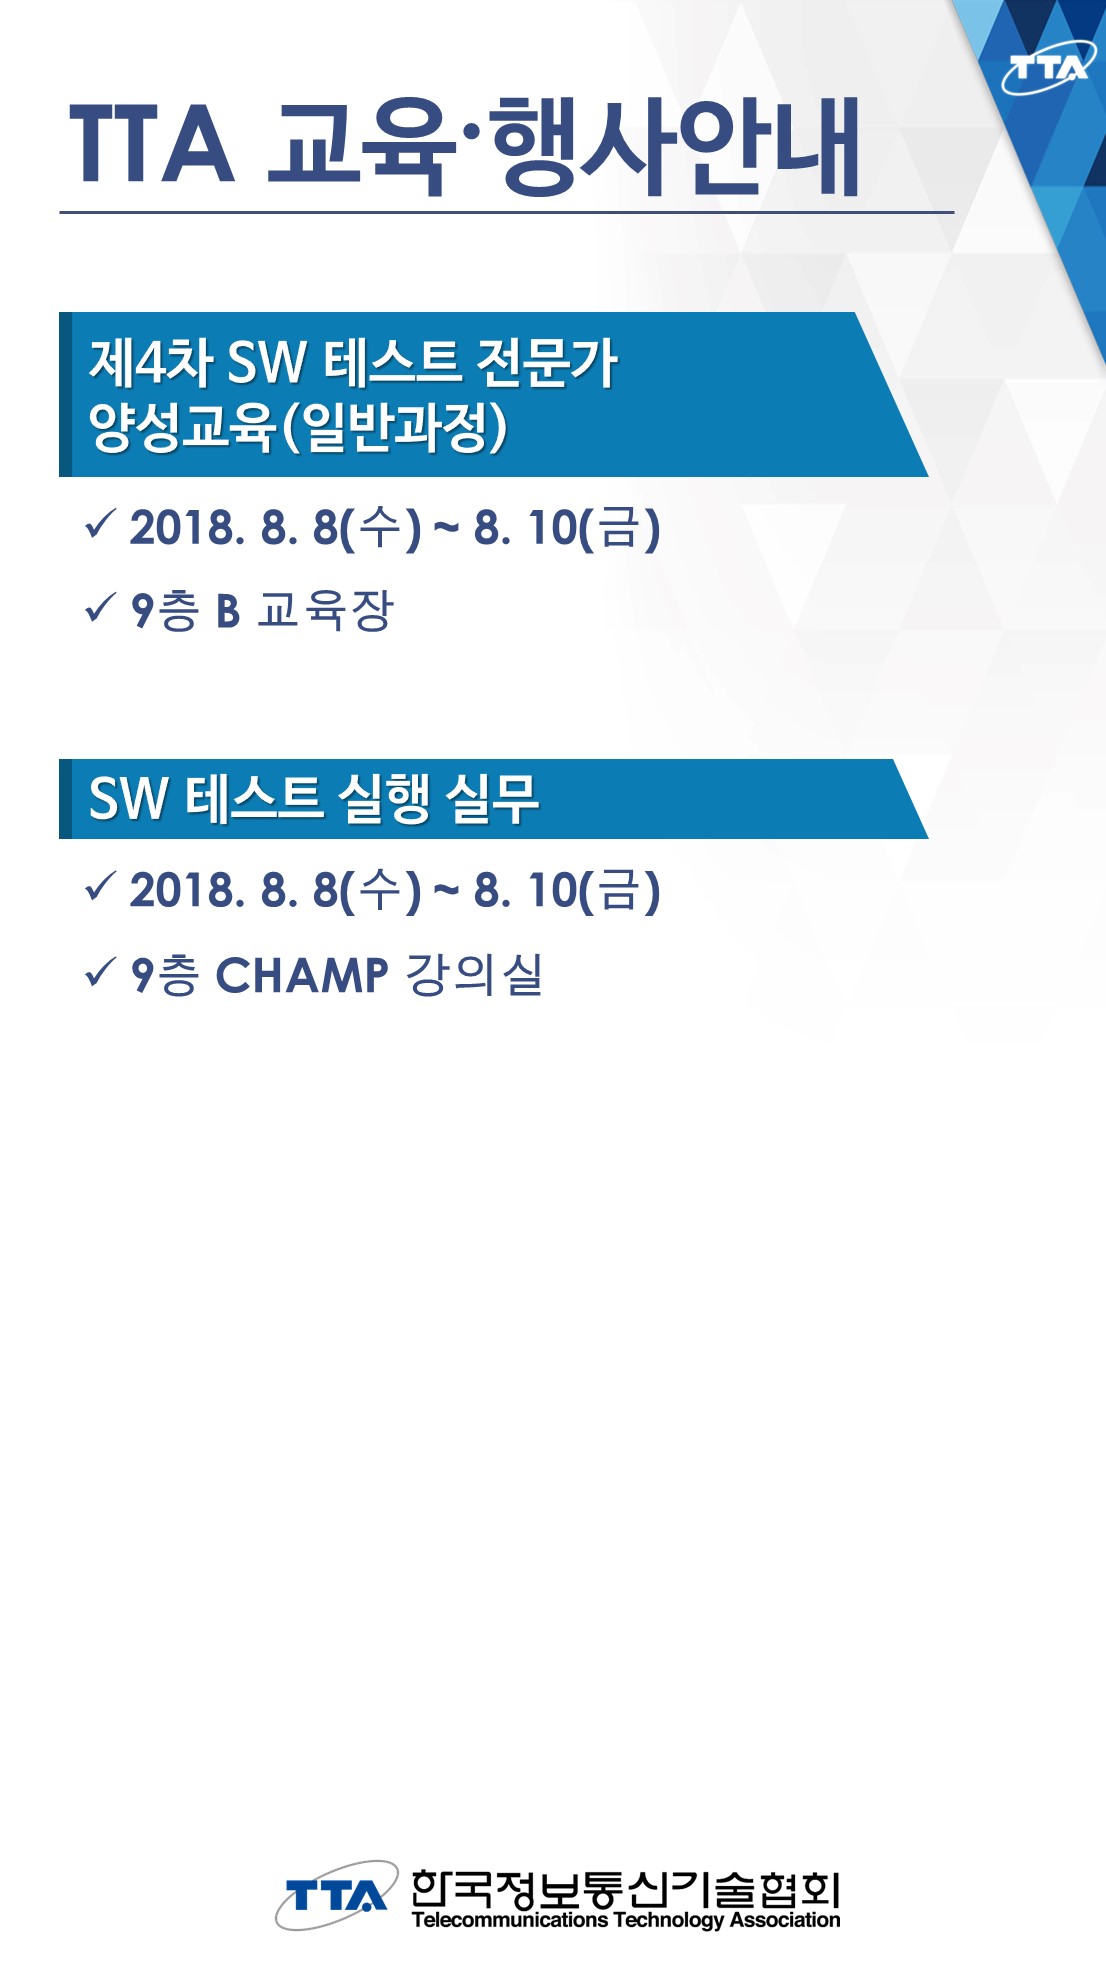 TTA
TTA 교육·행사안내
제4차 SW 테스트 전문가
양성교육(일반과정)
✓ 2018. 8. 8(수) ~ 8. 10(금)
✓ 9층 B 교육장
SW 테스트 실행 실무
✓ 2018. 8. 8(수) ~ 8. 10(금)
✓ 9층 CHAMP 강의실
TTA 한국정보통신기술협회
Telecommunications Technology Association